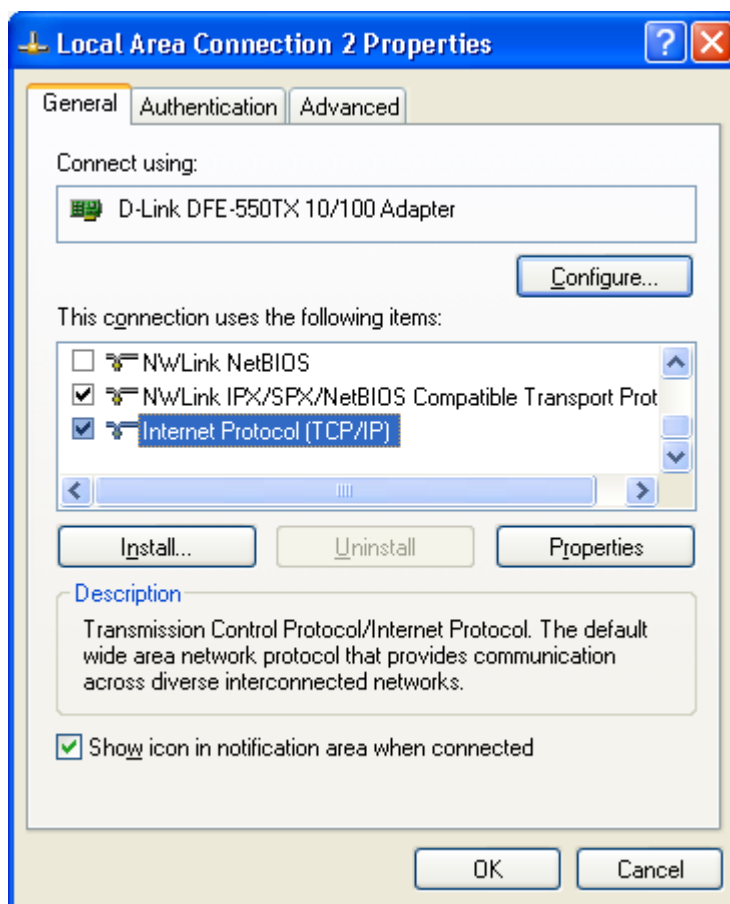 Local Area Connection 2 Properties
General Authentication Advanced
Connect using:
D-Link DFE-550TX 10/100 Adapter
Configure...
This connection uses the following items:
NWLink NetBIOS
NWLink IPX/SPX/NetBIOS Compatible Transport Prot
Internet Protocol (TCP/IP)
Install... Uninstall Properties
Description
Transmission Control Protocol/Internet Protocol. The default
wide area network protocol that provides communication
across diverse interconnected networks.
Show icon in notification area when connected
OK Cancel